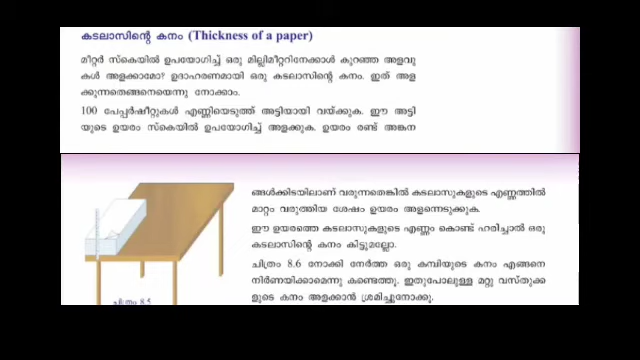 കടലാസിന്റെ കനം (Thickness of a paper)
മീറ്റർ സ്കെയിൽ ഉപയോഗിച്ച് ഒരു മില്ലിമീറ്ററിനേക്കാൾ കുറഞ്ഞ അളവു
കൾ അളക്കാമോ? ഉദാഹരണമായി ഒരു കടലാസിന്റെ കനം. ഇത് അള
ക്കുന്നതെങ്ങനെയെന്നു നോക്കാം.
100 പേപ്പർഷീറ്റുകൾ എണ്ണിയെടുത്ത് അട്ടിയായി വയ്ക്കുക. ഈ അട്ടി
യുടെ ഉയരം സ്കെയിൽ ഉപയോഗിച്ച് അളക്കുക. ഉയരം രണ്ട് അങ്കന
ങ്ങൾക്കിടയിലാണ് വരുന്നതെങ്കിൽ കടലാസുകളുടെ എണ്ണത്തിൽ
മാറ്റം വരുത്തിയ ശേഷം ഉയരം അളന്നെടുക്കുക.
ഈ ഉയരത്തെ കടലാസുകളുടെ എണ്ണം കൊണ്ട് ഹരിച്ചാൽ ഒരു
കടലാസിന്റെ കനം കിട്ടുമല്ലോ.
ചിത്രം 8.6 നോക്കി നേർത്ത ഒരു കമ്പിയുടെ കനം എങ്ങനെ
നിർണയിക്കാമെന്നു കണ്ടെത്തൂ. ഇതുപോലുള്ള മറ്റു വസ്തുക്ക
ളുടെ കനം അളക്കാൻ ശ്രമിച്ചുനോക്കൂ.
ചിത്രം 8.5